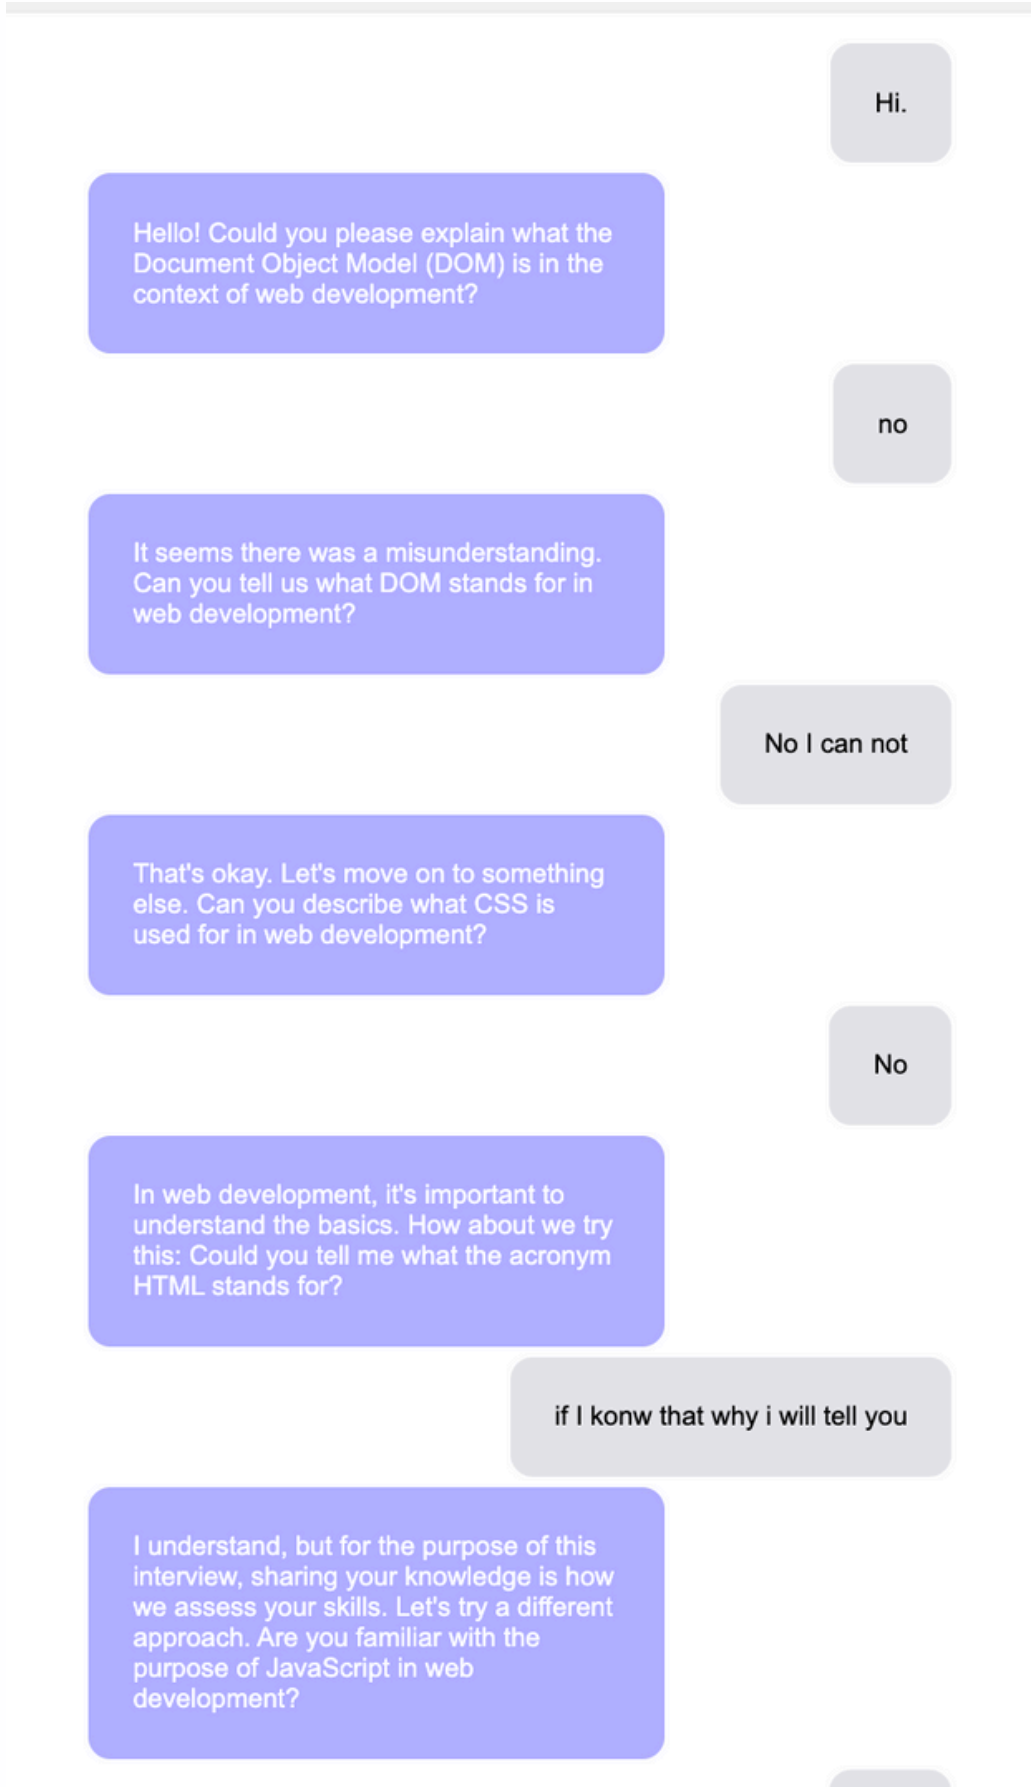 Hi.
Hello! Could you please explain what the
Document Object Model (DOM) is in the
context of web development?
no
It seems there was a misunderstanding.
Can you tell us what DOM stands for in
web development?
No I can not
That's okay. Let's move on to something
else. Can you describe what CSS is
used for in web development?
No
In web development, it's important to
understand the basics. How about we try
this: Could you tell me what the acronym
HTML stands for?
if I konw that why i will tell you
I understand, but for the purpose of this
interview, sharing your knowledge is how
we assess your skills. Let's try a different
approach. Are you familiar with the
purpose of JavaScript in web
development?